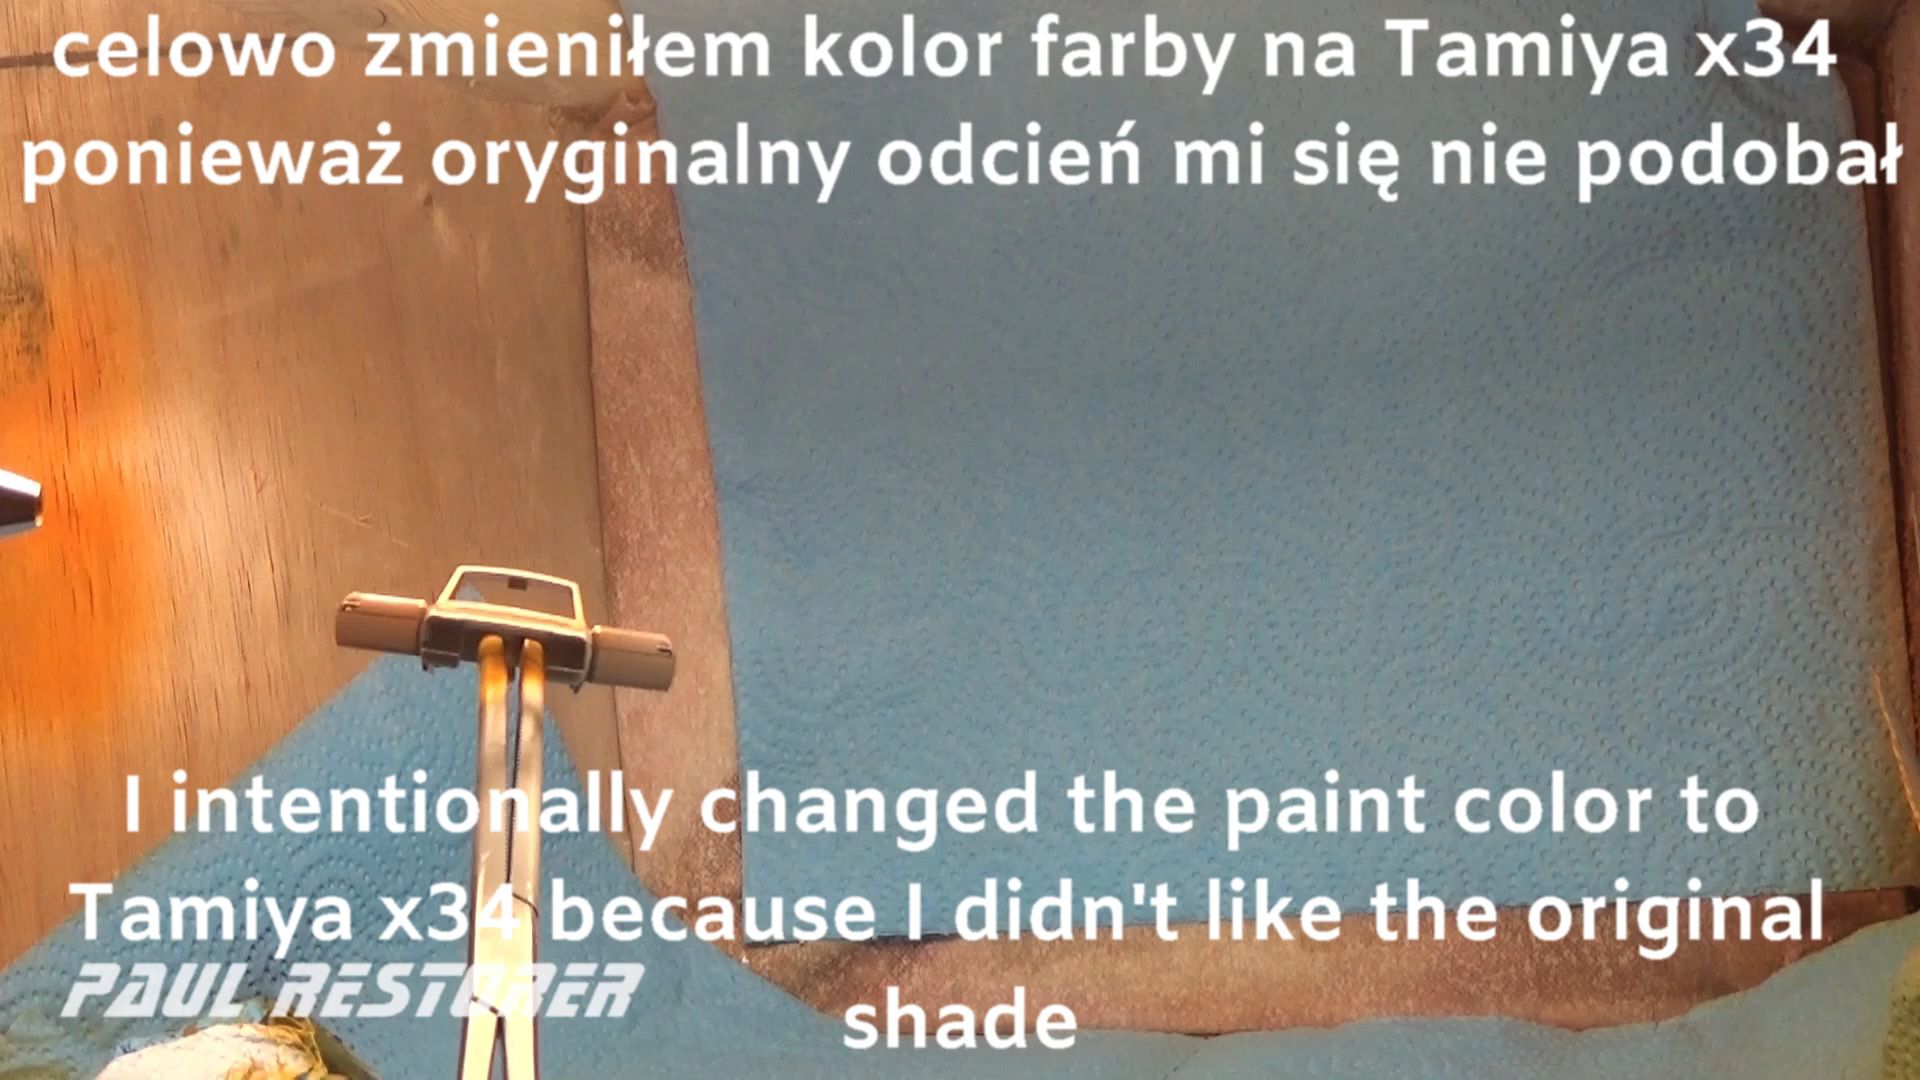 celowo zmieniłem kolor farby na Tamiya x34
ponieważ oryginalny odcień mi się nie podobał
I intentionally changed the paint color to
Tamiya x34 because I didn't like the original
shade
PAUL RESTORER